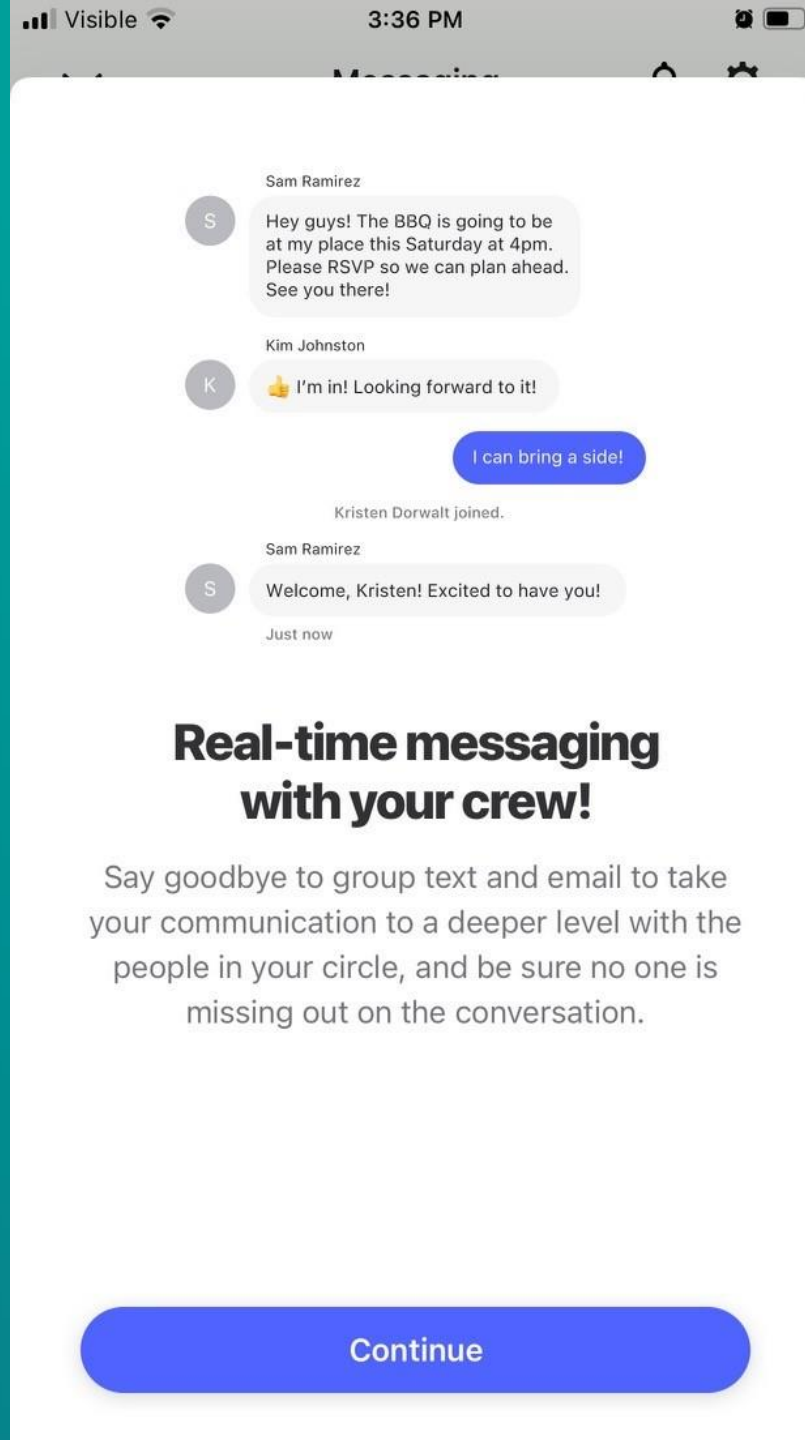 Visible
3:36 PM
Messaging
Sam Ramirez
S
Hey guys! The BBQ is going to be
at my place this Saturday at 4pm.
Please RSVP so we can plan ahead.
See you there!
Kim Johnston
K
👍 I'm in! Looking forward to it!
I can bring a side!
Kristen Dorwalt joined.
Sam Ramirez
S
Welcome, Kristen! Excited to have you!
Just now
Real-time messaging
with your crew!
Say goodbye to group text and email to take
your communication to a deeper level with the
people in your circle, and be sure no one is
missing out on the conversation.
Continue